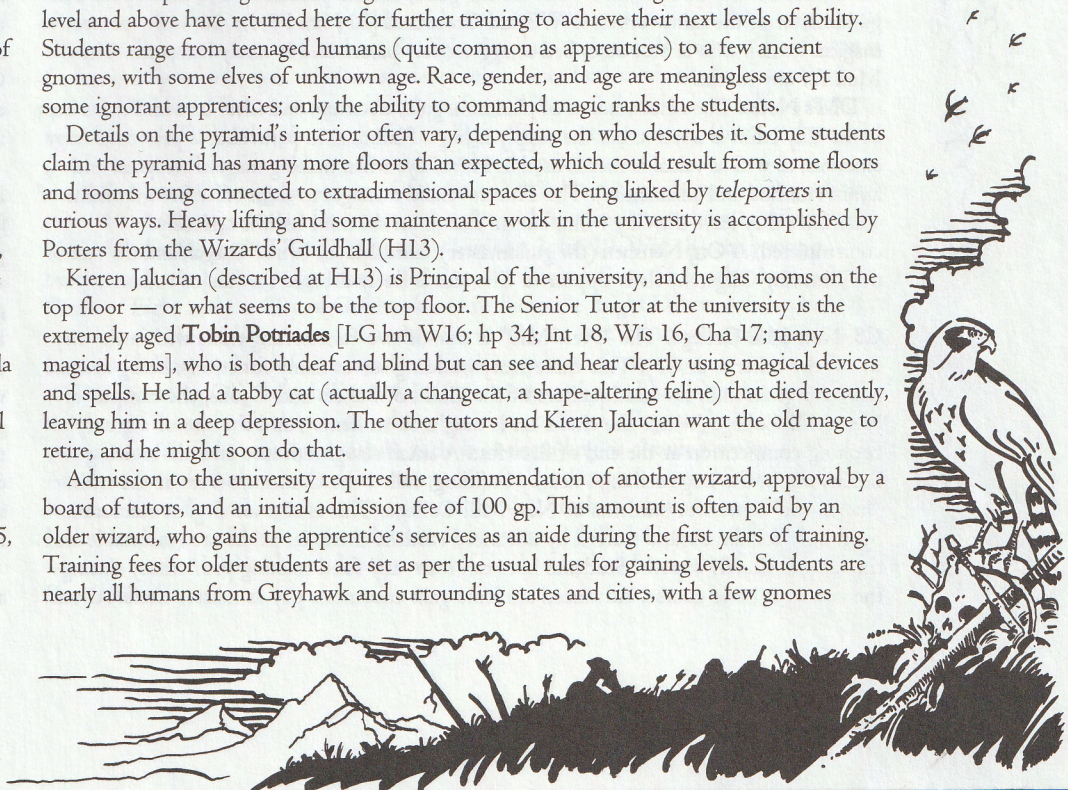 level and above have returned here for further training to achieve their next levels of ability.
of Students range from teenaged humans (quite common as apprentices) to a few ancient
gnomes, with some elves of unknown age. Race, gender, and age are meaningless except to
some ignorant apprentices; only the ability to command magic ranks the students.
Details on the pyramid's interior often vary, depending on who describes it. Some students
claim the pyramid has many more floors than expected, which could result from some floors
and rooms being connected to extradimensional spaces or being linked by teleporters in
curious ways. Heavy lifting and some maintenance work in the university is accomplished by
Porters from the Wizards' Guildhall (H13).
Kieren Jalucian (described at H13) is Principal of the university, and he has rooms on the
top floor — or what seems to be the top floor. The Senior Tutor at the university is the
extremely aged Tobin Potriades [LG hm W16; hp 34; Int 18; Wis 16, Cha 17; many
magical items], who is both deaf and blind but can see and hear clearly using magical devices
and spells. He had a tabby cat (actually a changecat, a shape-altering feline) that died recently,
leaving him in a deep depression. The other tutors and Kieren Jalucian want the old mage to
retire, and he might soon do that.
Admission to the university requires the recommendation of another wizard, approval by a
board of tutors, and an initial admission fee of 100 gp. This amount is often paid by an
5, older wizard, who gains the apprentice's services as an aide during the first years of training.
Training fees for older students are set as per the usual rules for gaining levels. Students are
nearly all humans from Greyhawk and surrounding states and cities, with a few gnomes